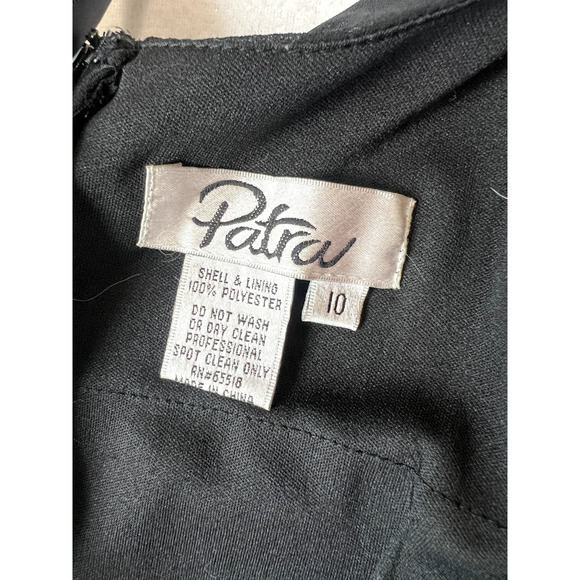 Patra
SHELL & LINING
100% POLYESTER
10
DO NOT WASH
OR DRY CLEAN
PROFESSIONAL
SPOT CLEAN ONLY
RN#65518
MADE IN CHINA